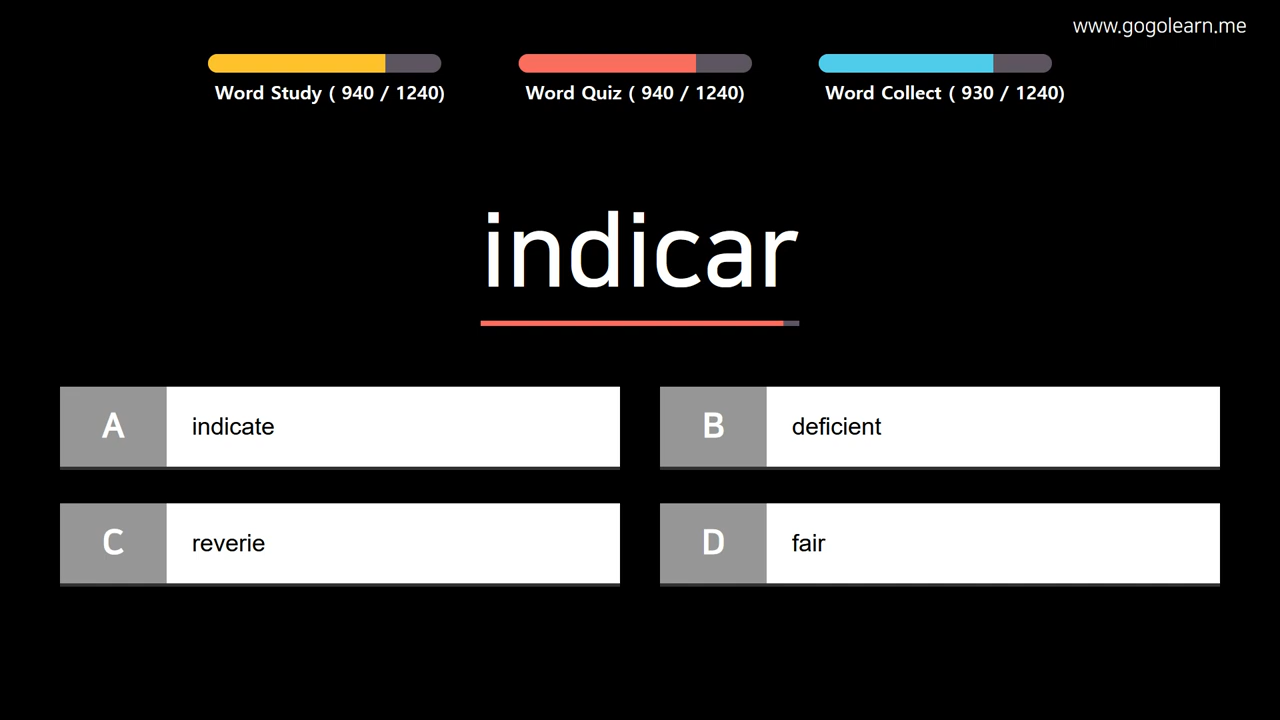 www.gogolearn.me
Word Study ( 940 / 1240)
Word Quiz ( 940 / 1240)
Word Collect ( 930 / 1240)
indicar
A
indicate
B
deficient
C
reverie
D
fair